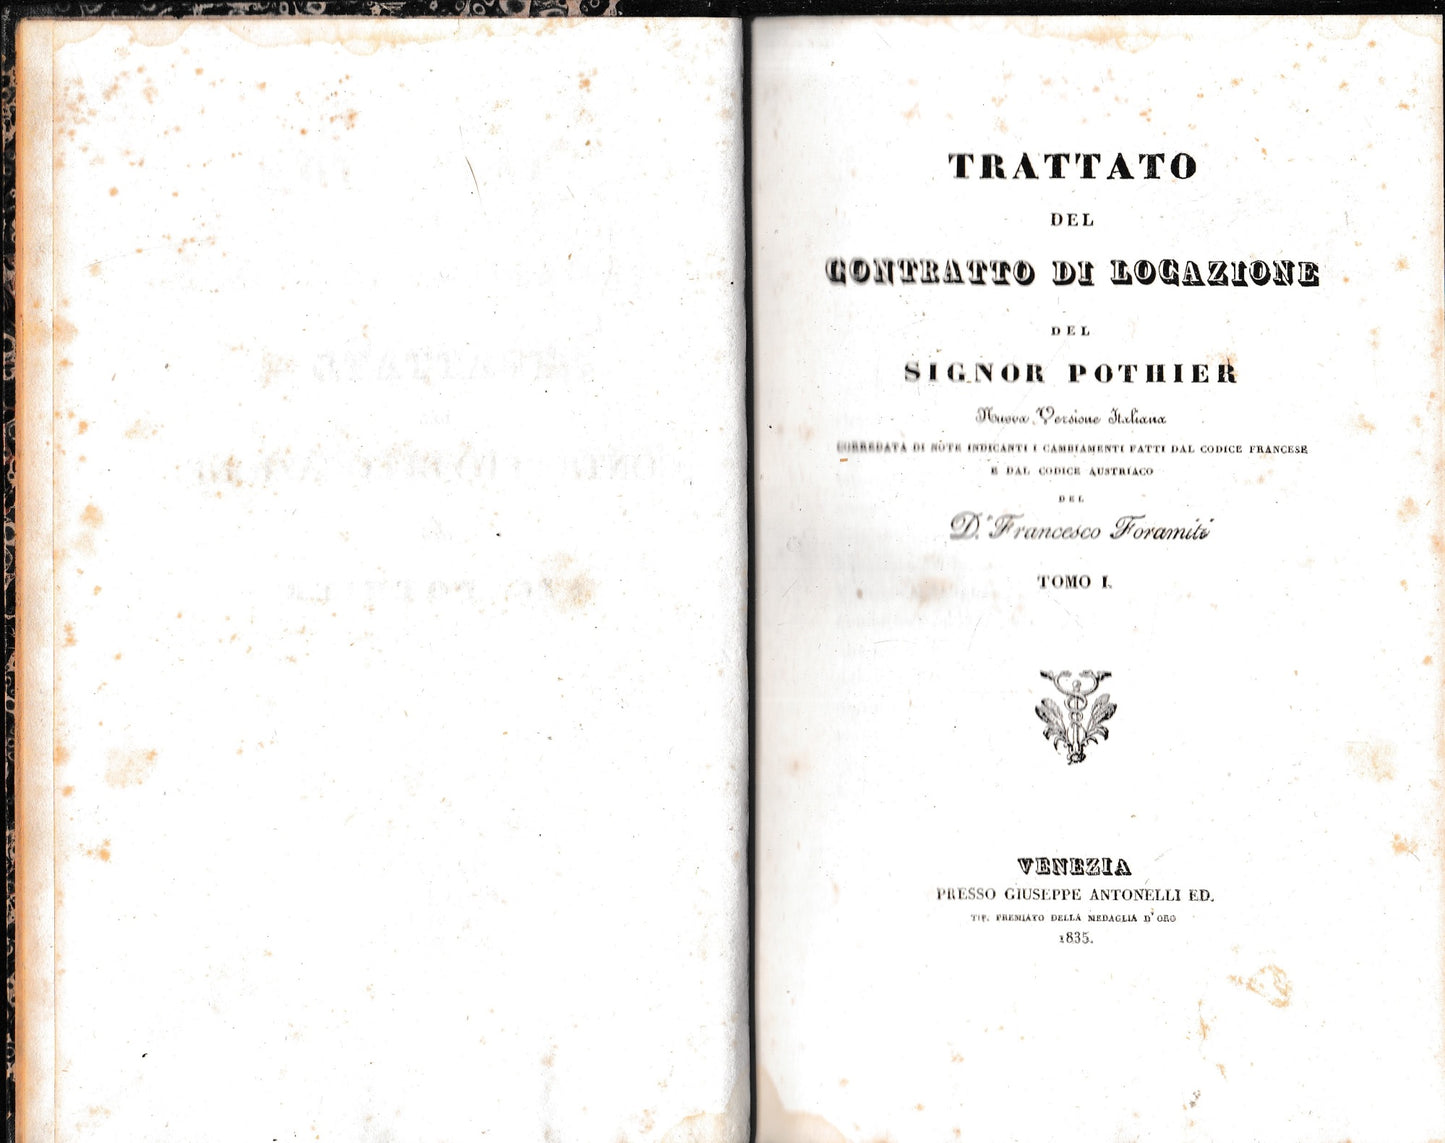 TRATTATO
DEL
CONTRATTO DI LOCAZIONE
DEL
SIGNOR POTHIER
Nuova Versione Italiana
CORREDATA DI NOTE INDICANTI I CAMBIAMENTI FATTI DAL CODICE FRANCESE
E DAL CODICE AUSTRIACO
DEL
D.r Francesco Foramiti
TOMO I.
VENEZIA
PRESSO GIUSEPPE ANTONELLI ED.
TIP. PREMIATO DELLA MEDAGLIA D'ORO
1835.